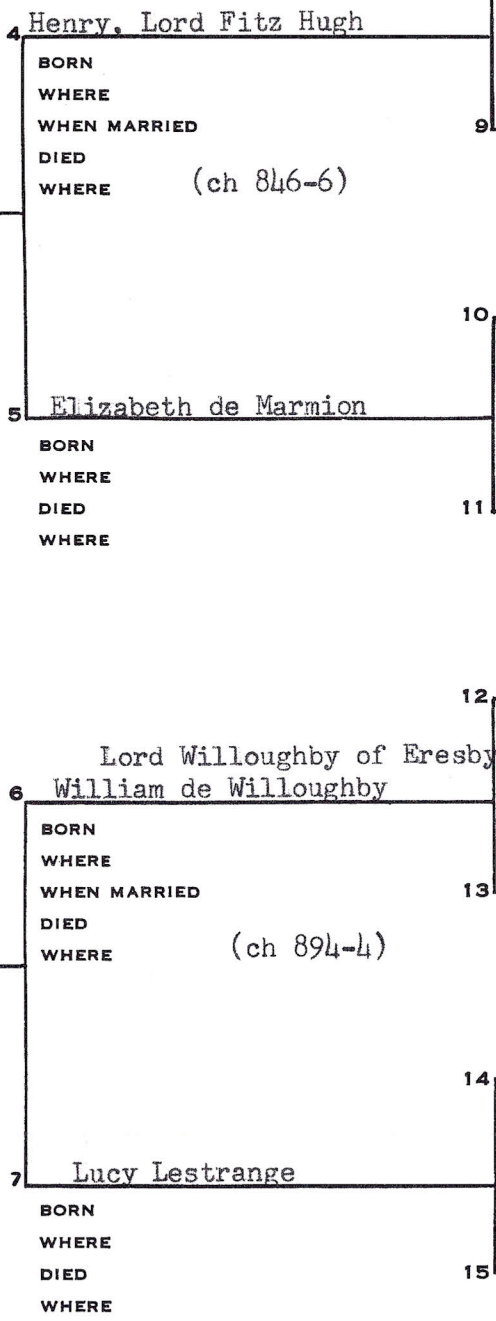 4 Henry, Lord Fitz Hugh
BORN
WHERE
WHEN MARRIED
9
DIED
WHERE (ch 846-6)
10
5 Elizabeth de Marmion
BORN
WHERE
DIED
11
WHERE
12
Lord Willoughby of Eresby
6 William de Willoughby
BORN
WHERE
WHEN MARRIED
13
DIED
WHERE (ch 894-4)
14
7 Lucy Lestrange
BORN
WHERE
DIED
15
WHERE